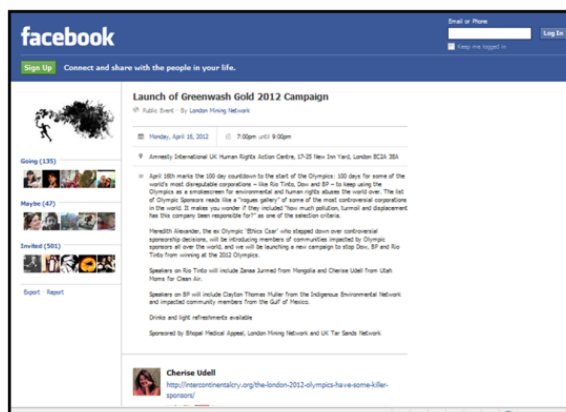 facebook
Email or Phone
Log In
Keep me logged in
Sign Up
Connect and share with the people in your life.
Launch of Greenwash Gold 2012 Campaign
Public Event · By London Mining Network
Monday, April 16, 2012
7:00pm until 9:00pm
Amnesty International UK Human Rights Action Centre, 17-25 New Inn Yard, London EC2A 3EA
April 16th marks the 100 day countdown to the start of the Olympics: 100 days for some of the
world's most disreputable corporations – like Rio Tinto, Dow and BP – to keep using the
Olympics as a smokescreen for environmental and human rights abuses the world over. The list
of Olympic Sponsors reads like a "rogues gallery" of some of the most controversial corporations
in the world. It makes you wonder if they included "How much pollution, turmoil and displacement
has this company been responsible for?" as one of the selection criteria.
Meredith Alexander, the ex Olympic 'Ethics Czar' who stepped down over controversial
sponsorship decisions, will be introducing members of communities impacted by Olympic
sponsors all over the world, and we will be launching a new campaign to stop Dow, BP and Rio
Tinto from winning at the 2012 Olympics.
Speakers on Rio Tinto will include Zanaa Jurmed from Mongolia and Cherise Udell from Utah
Moms for Clean Air.
Speakers on BP will include Clayton Thomas Muller from the Indigenous Environmental Network
and impacted community members from the Gulf of Mexico.
Drinks and light refreshments available
Sponsored by Bhopal Medical Appeal, London Mining Network and UK Tar Sands Network
Going (135)
Maybe (47)
Invited (501)
Export · Report
Cherise Udell
http://intercontinentalcry.org/the-london-2012-olympics-have-some-killer-
sponsors/